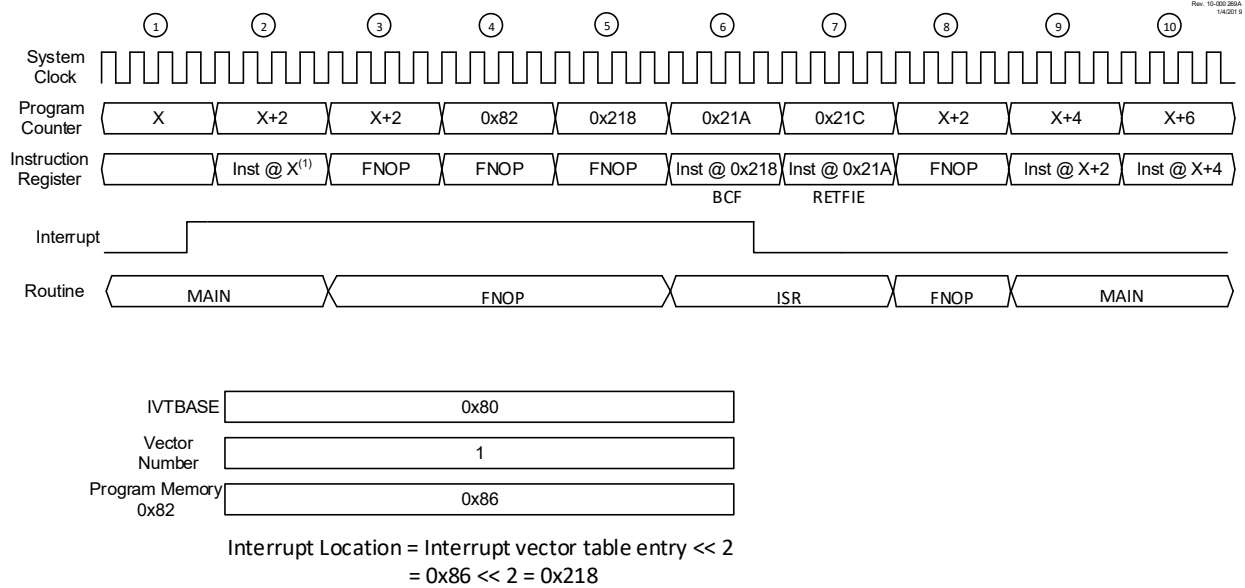 Rev. 10-000 269A
1/4/201 9
1 2 3 4 5 6 7 8 9 10
System
Clock
Program
Counter
X X+2 X+2 0x82 0x218 0x21A 0x21C X+2 X+4 X+6
Instruction
Register
Inst @ X(1) FNOP FNOP FNOP Inst @ 0x218 Inst @ 0x21A FNOP Inst @ X+2 Inst @ X+4
BCF RETFIE
Interrupt
Routine MAIN FNOP ISR FNOP MAIN
IVTBASE 0x80
Vector
Number
1
Program Memory
0x82
0x86
Interrupt Location = Interrupt vector table entry << 2
= 0x86 << 2 = 0x218